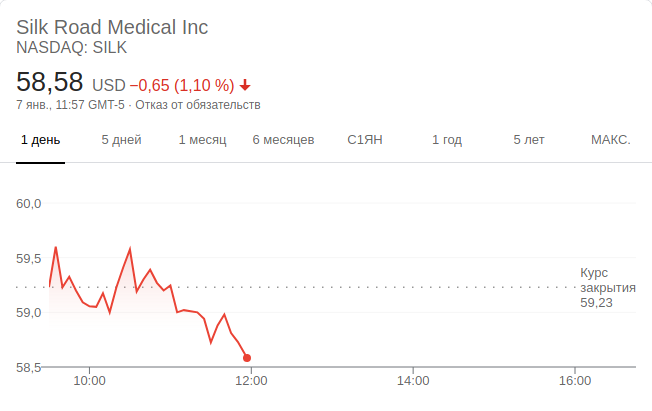 Silk Road Medical Inc
NASDAQ: SILK
58,58 USD −0,65 (1,10 %)
7 янв., 11:57 GMT-5 · Отказ от обязательств
1 день 5 дней 1 месяц 6 месяцев С1ЯН 1 год 5 лет МАКС.
60,0
59,5
Курс
закрытия
59,23
59,0
58,5
10:00 12:00 14:00 16:00